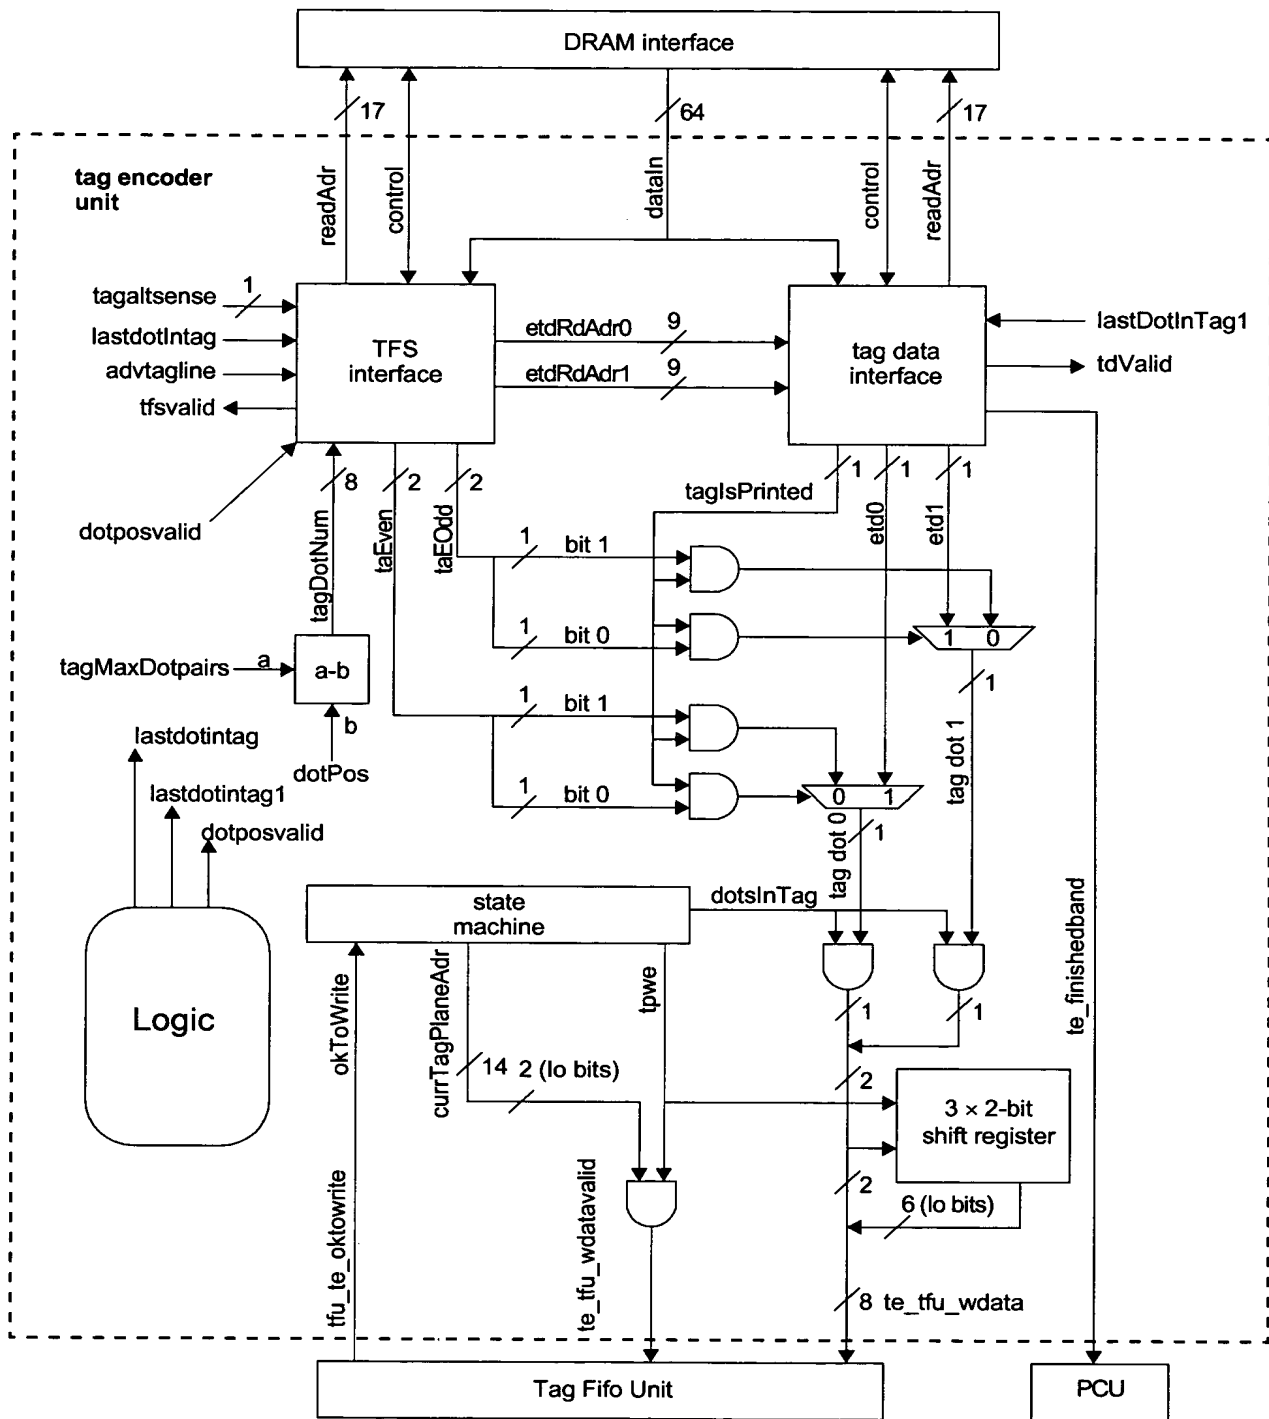 DRAM interface
17
64
17
tag encoder
unit
readAdr
control
dataIn
control
readAdr
tagaltsense
1
lastdotIntag
advtagline
tfsvalid
dotposvalid
TFS
interface
etdRdAdr0
9
etdRdAdr1
9
tag data
interface
lastDotInTag1
tdValid
8
2
2
1
1
1
tagIsPrinted
tagDotNum
taEven
taEOdd
etd0
etd1
1
bit 1
1
bit 0
1 0
tagMaxDotpairs
a
a-b
b
dotPos
1
bit 1
1
bit 0
0 1
1
1
tag dot 0
tag dot 1
lastdotintag
lastdotintag1
dotposvalid
Logic
state
machine
dotsInTag
okToWrite
currTagPlaneAdr
tpwe
te_finishedband
1
1
14
2 (lo bits)
2
3 × 2-bit
shift register
2
6 (lo bits)
tfu_te_oktowrite
te_tfu_wdatavalid
8
te_tfu_wdata
Tag Fifo Unit
PCU